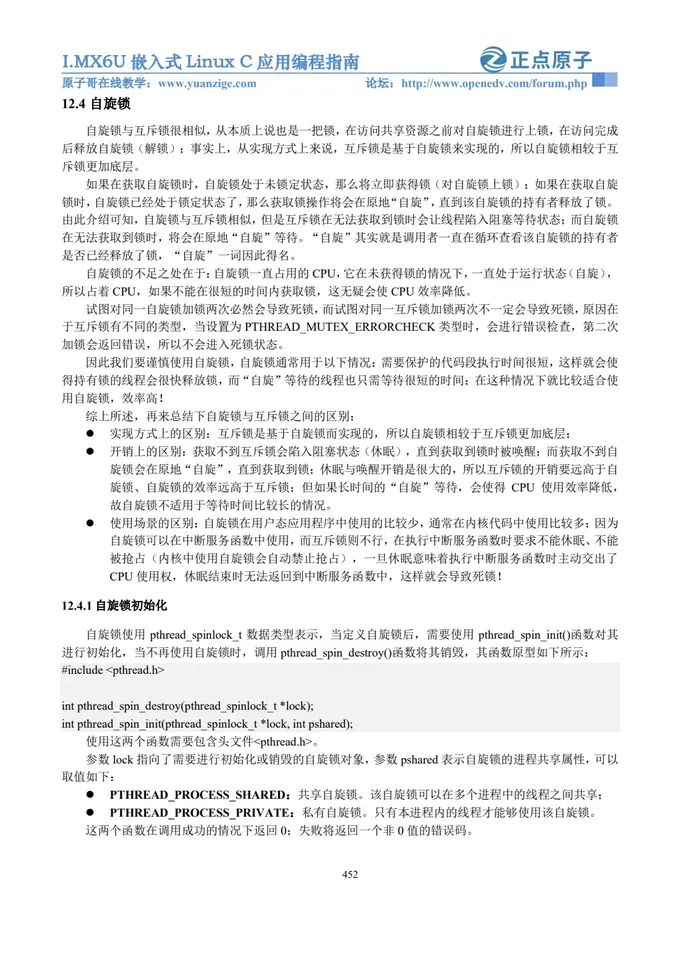 I.MX6U 嵌入式 Linux C 应用编程指南
正点原子
原子哥在线教学：www.yuanzige.com
论坛：http://www.openedv.com/forum.php
12.4 自旋锁
自旋锁与互斥锁很相似，从本质上说也是一把锁，在访问共享资源之前对自旋锁进行上锁，在访问完成
后释放自旋锁（解锁）；事实上，从实现方式上来说，互斥锁是基于自旋锁来实现的，所以自旋锁相较于互
斥锁更加底层。
如果在获取自旋锁时，自旋锁处于未锁定状态，那么将立即获得锁（对自旋锁上锁）；如果在获取自旋
锁时，自旋锁已经处于锁定状态了，那么获取锁操作将会在原地“自旋”，直到该自旋锁的持有者释放了锁。
由此介绍可知，自旋锁与互斥锁相似，但是互斥锁在无法获取到锁时会让线程陷入阻塞等待状态；而自旋锁
在无法获取到锁时，将会在原地“自旋”等待。“自旋”其实就是调用者一直在循环查看该自旋锁的持有者
是否已经释放了锁，“自旋”一词因此得名。
自旋锁的不足之处在于：自旋锁一直占用的 CPU，它在未获得锁的情况下，一直处于运行状态（自旋），
所以占着 CPU，如果不能在很短的时间内获取锁，这无疑会使 CPU 效率降低。
试图对同一自旋锁加锁两次必然会导致死锁，而试图对同一互斥锁加锁两次不一定会导致死锁，原因在
于互斥锁有不同的类型，当设置为 PTHREAD_MUTEX_ERRORCHECK 类型时，会进行错误检查，第二次
加锁会返回错误，所以不会进入死锁状态。
因此我们要谨慎使用自旋锁，自旋锁通常用于以下情况：需要保护的代码段执行时间很短，这样就会使
得持有锁的线程会很快释放锁，而“自旋”等待的线程也只需等待很短的时间；在这种情况下就比较适合使
用自旋锁，效率高！
综上所述，再来总结下自旋锁与互斥锁之间的区别：
● 实现方式上的区别：互斥锁是基于自旋锁而实现的，所以自旋锁相较于互斥锁更加底层；
● 开销上的区别：获取不到互斥锁会陷入阻塞状态（休眠），直到获取到锁时被唤醒；而获取不到自
旋锁会在原地“自旋”，直到获取到锁；休眠与唤醒开销是很大的，所以互斥锁的开销要远高于自
旋锁、自旋锁的效率远高于互斥锁；但如果长时间的“自旋”等待，会使得 CPU 使用效率降低，
故自旋锁不适用于等待时间比较长的情况。
● 使用场景的区别：自旋锁在用户态应用程序中使用的比较少，通常在内核代码中使用比较多；因为
自旋锁可以在中断服务函数中使用，而互斥锁则不行，在执行中断服务函数时要求不能休眠、不能
被抢占（内核中使用自旋锁会自动禁止抢占），一旦休眠意味着执行中断服务函数时主动交出了
CPU 使用权，休眠结束时无法返回到中断服务函数中，这样就会导致死锁！
12.4.1 自旋锁初始化
自旋锁使用 pthread_spinlock_t 数据类型表示，当定义自旋锁后，需要使用 pthread_spin_init()函数对其
进行初始化，当不再使用自旋锁时，调用 pthread_spin_destroy()函数将其销毁，其函数原型如下所示：
#include <pthread.h>
int pthread_spin_destroy(pthread_spinlock_t *lock);
int pthread_spin_init(pthread_spinlock_t *lock, int pshared);
使用这两个函数需要包含头文件<pthread.h>。
参数 lock 指向了需要进行初始化或销毁的自旋锁对象，参数 pshared 表示自旋锁的进程共享属性，可以
取值如下：
● PTHREAD_PROCESS_SHARED：共享自旋锁。该自旋锁可以在多个进程中的线程之间共享；
● PTHREAD_PROCESS_PRIVATE：私有自旋锁。只有本进程内的线程才能够使用该自旋锁。
这两个函数在调用成功的情况下返回 0；失败将返回一个非 0 值的错误码。
452